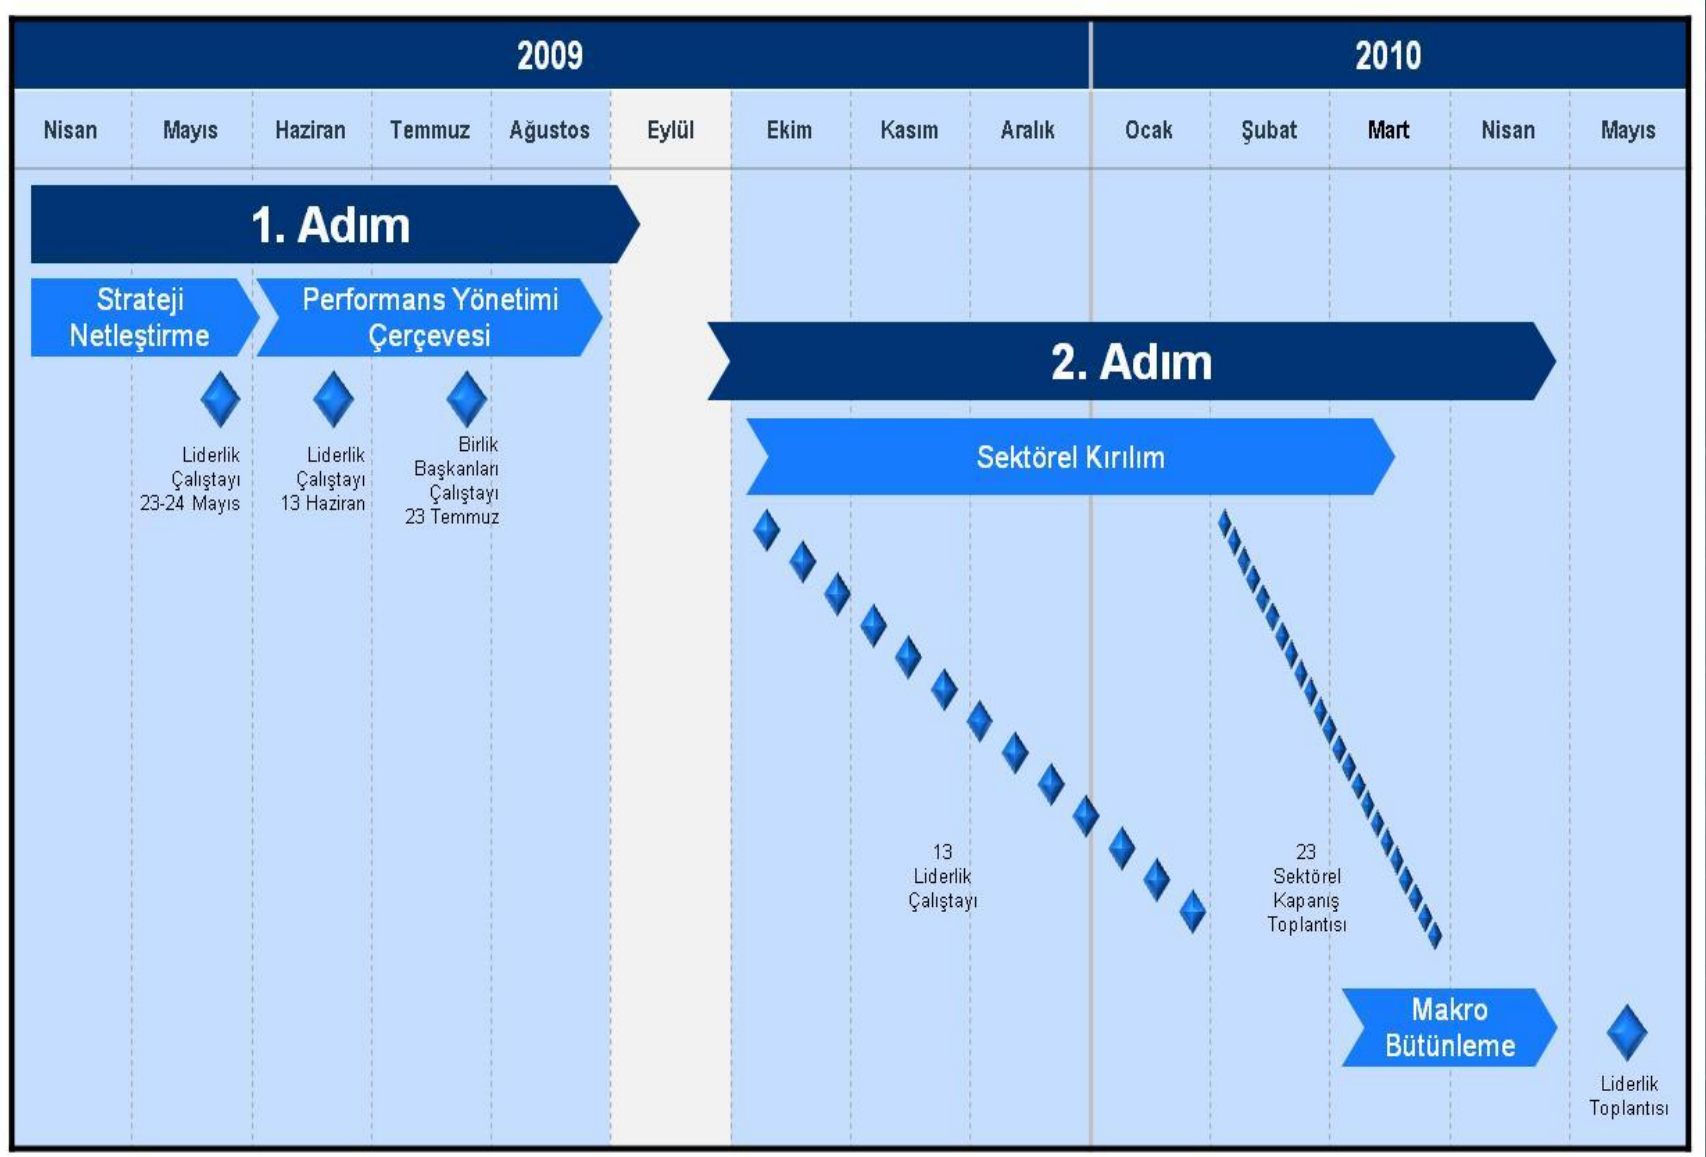 2009
2010
Nisan
Mayıs
Haziran
Temmuz
Ağustos
Eylül
Ekim
Kasım
Aralık
Ocak
Şubat
Mart
Nisan
Mayıs
1. Adım
Strateji
Netleştirme
Performans Yönetimi
Çerçevesi
2. Adım
Liderlik
Çalıştayı
23-24 Mayıs
Liderlik
Çalıştayı
13 Haziran
Birlik
Başkanları
Çalıştayı
23 Temmuz
Sektörel Kırılım
13
Liderlik
Çalıştayı
23
Sektörel
Kapanış
Toplantısı
Makro
Bütünleme
Liderlik
Toplantısı